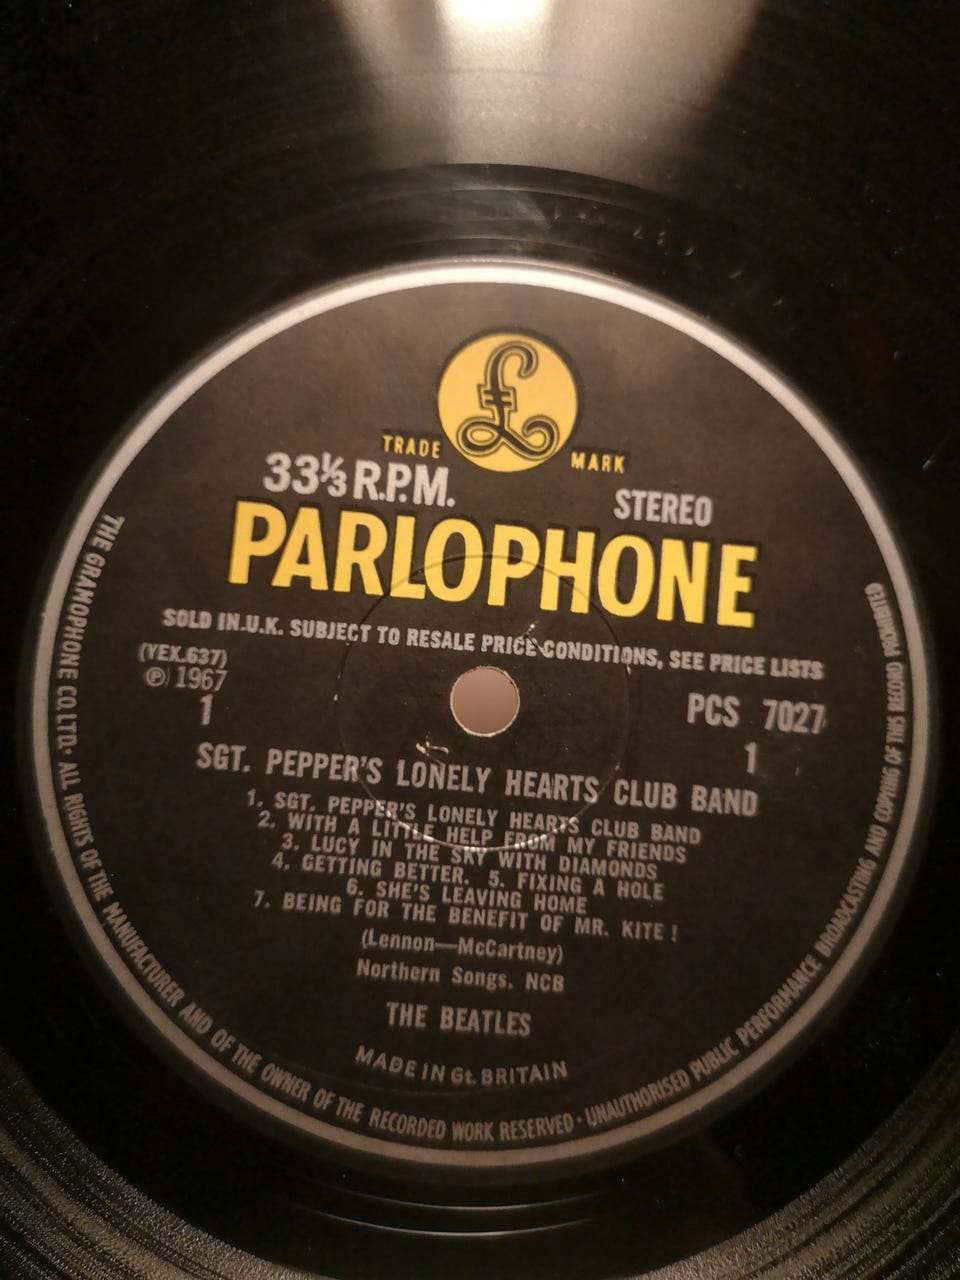 £
TRADE MARK
33⅓ R.P.M. STEREO
PARLOPHONE
SOLD IN.U.K. SUBJECT TO RESALE PRICE CONDITIONS, SEE PRICE LISTS
(YEX.637)
℗ 1967
1
PCS 7027
1
SGT. PEPPER'S LONELY HEARTS CLUB BAND
1. SGT. PEPPER'S LONELY HEARTS CLUB BAND
2. WITH A LITTLE HELP FROM MY FRIENDS
3. LUCY IN THE SKY WITH DIAMONDS
4. GETTING BETTER. 5. FIXING A HOLE
6. SHE'S LEAVING HOME
7. BEING FOR THE BENEFIT OF MR. KITE !
(Lennon—McCartney)
Northern Songs. NCB
THE BEATLES
MADE IN Gt. BRITAIN
THE GRAMOPHONE CO.LTD. ALL RIGHTS OF THE MANUFACTURER AND OF THE OWNER OF THE RECORDED WORK RESERVED · UNAUTHORISED PUBLIC PERFORMANCE BROADCASTING AND COPYING OF THIS RECORD PROHIBITED